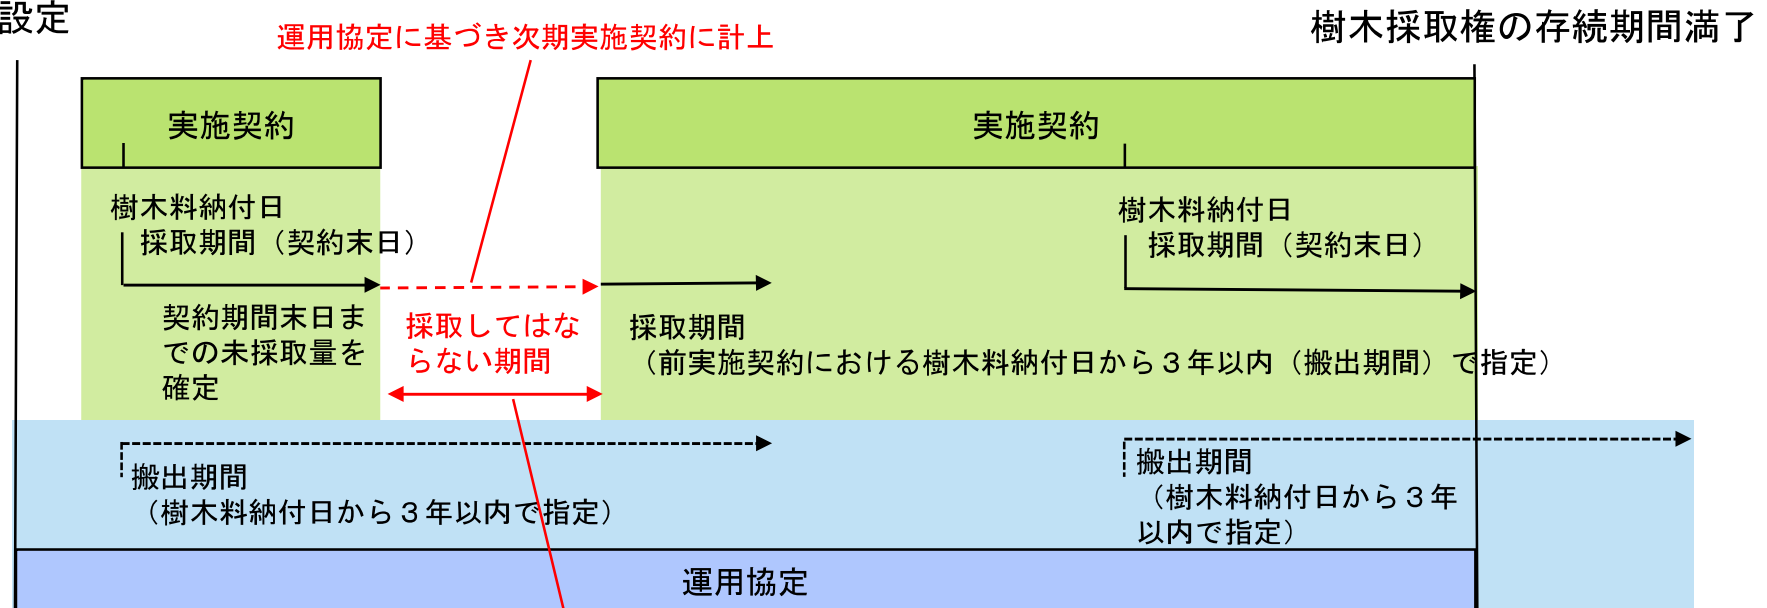 設定
運用協定に基づき次期実施契約に計上
樹木採取権の存続期間満了
実施契約
実施契約
樹木料納付日
採取期間（契約末日）
樹木料納付日
採取期間（契約末日）
契約期間末日ま
での未採取量を
確定
採取してはな
らない期間
採取期間
（前実施契約における樹木料納付日から３年以内（搬出期間）で指定）
搬出期間
（樹木料納付日から３年以内で指定）
搬出期間
（樹木料納付日から３年
以内で指定）
運用協定